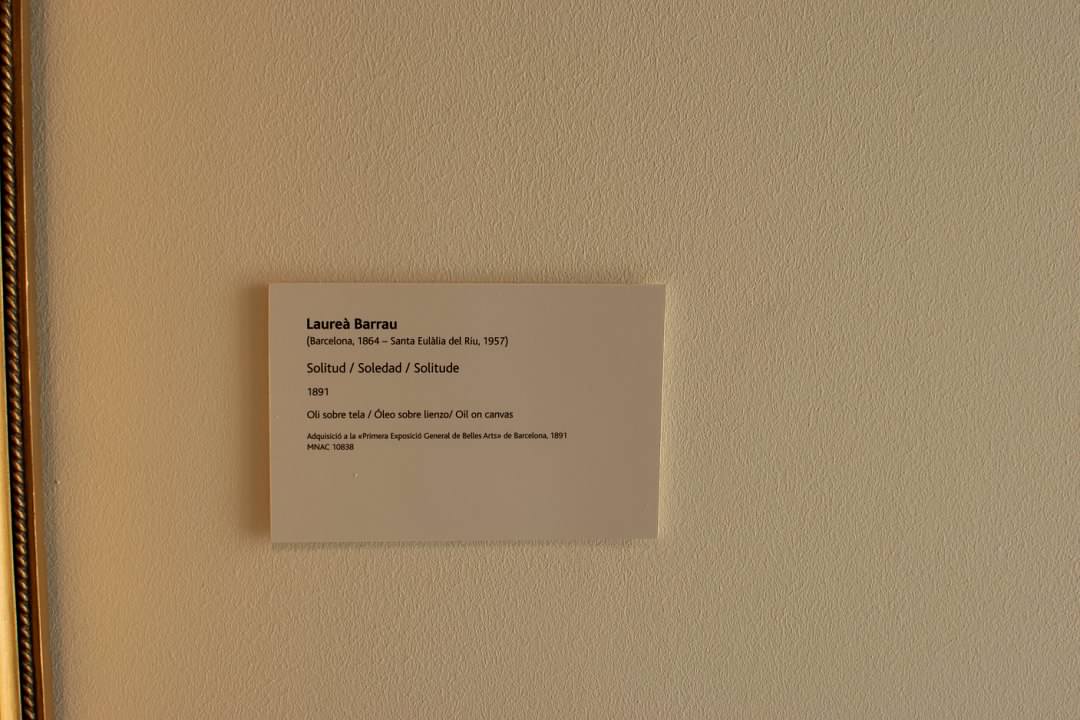 Laureà Barrau
(Barcelona, 1864 – Santa Eulàlia del Riu, 1957)
Solitud / Soledad / Solitude
1891
Oli sobre tela / Óleo sobre lienzo/ Oil on canvas
Adquisició a la «Primera Exposició General de Belles Arts» de Barcelona, 1891
MNAC 10838